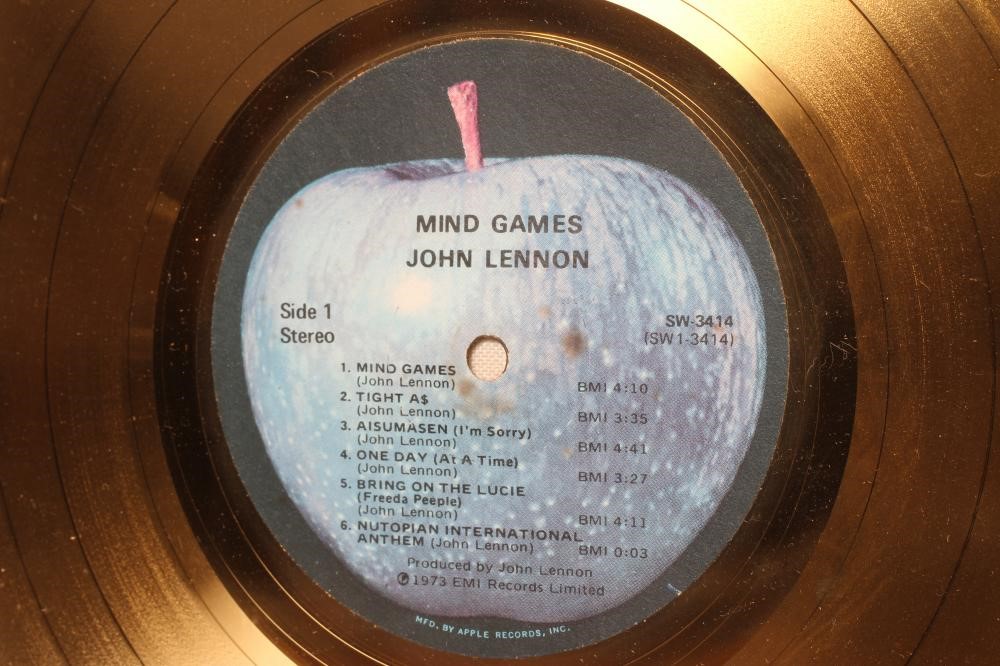 MIND GAMES
JOHN LENNON
Side 1
Stereo
SW-3414
(SW1-3414)
1. MIND GAMES
(John Lennon) BMI 4:10
2. TIGHT A$
(John Lennon) BMI 3:35
3. AISUMASEN (I'm Sorry)
(John Lennon) BMI 4:41
4. ONE DAY (At A Time)
(John Lennon) BMI 3:27
5. BRING ON THE LUCIE
(Freeda Peeple)
(John Lennon) BMI 4:11
6. NUTOPIAN INTERNATIONAL
ANTHEM (John Lennon) BMI 0:03
Produced by John Lennon
℗1973 EMI Records Limited
MFD. BY APPLE RECORDS, INC.